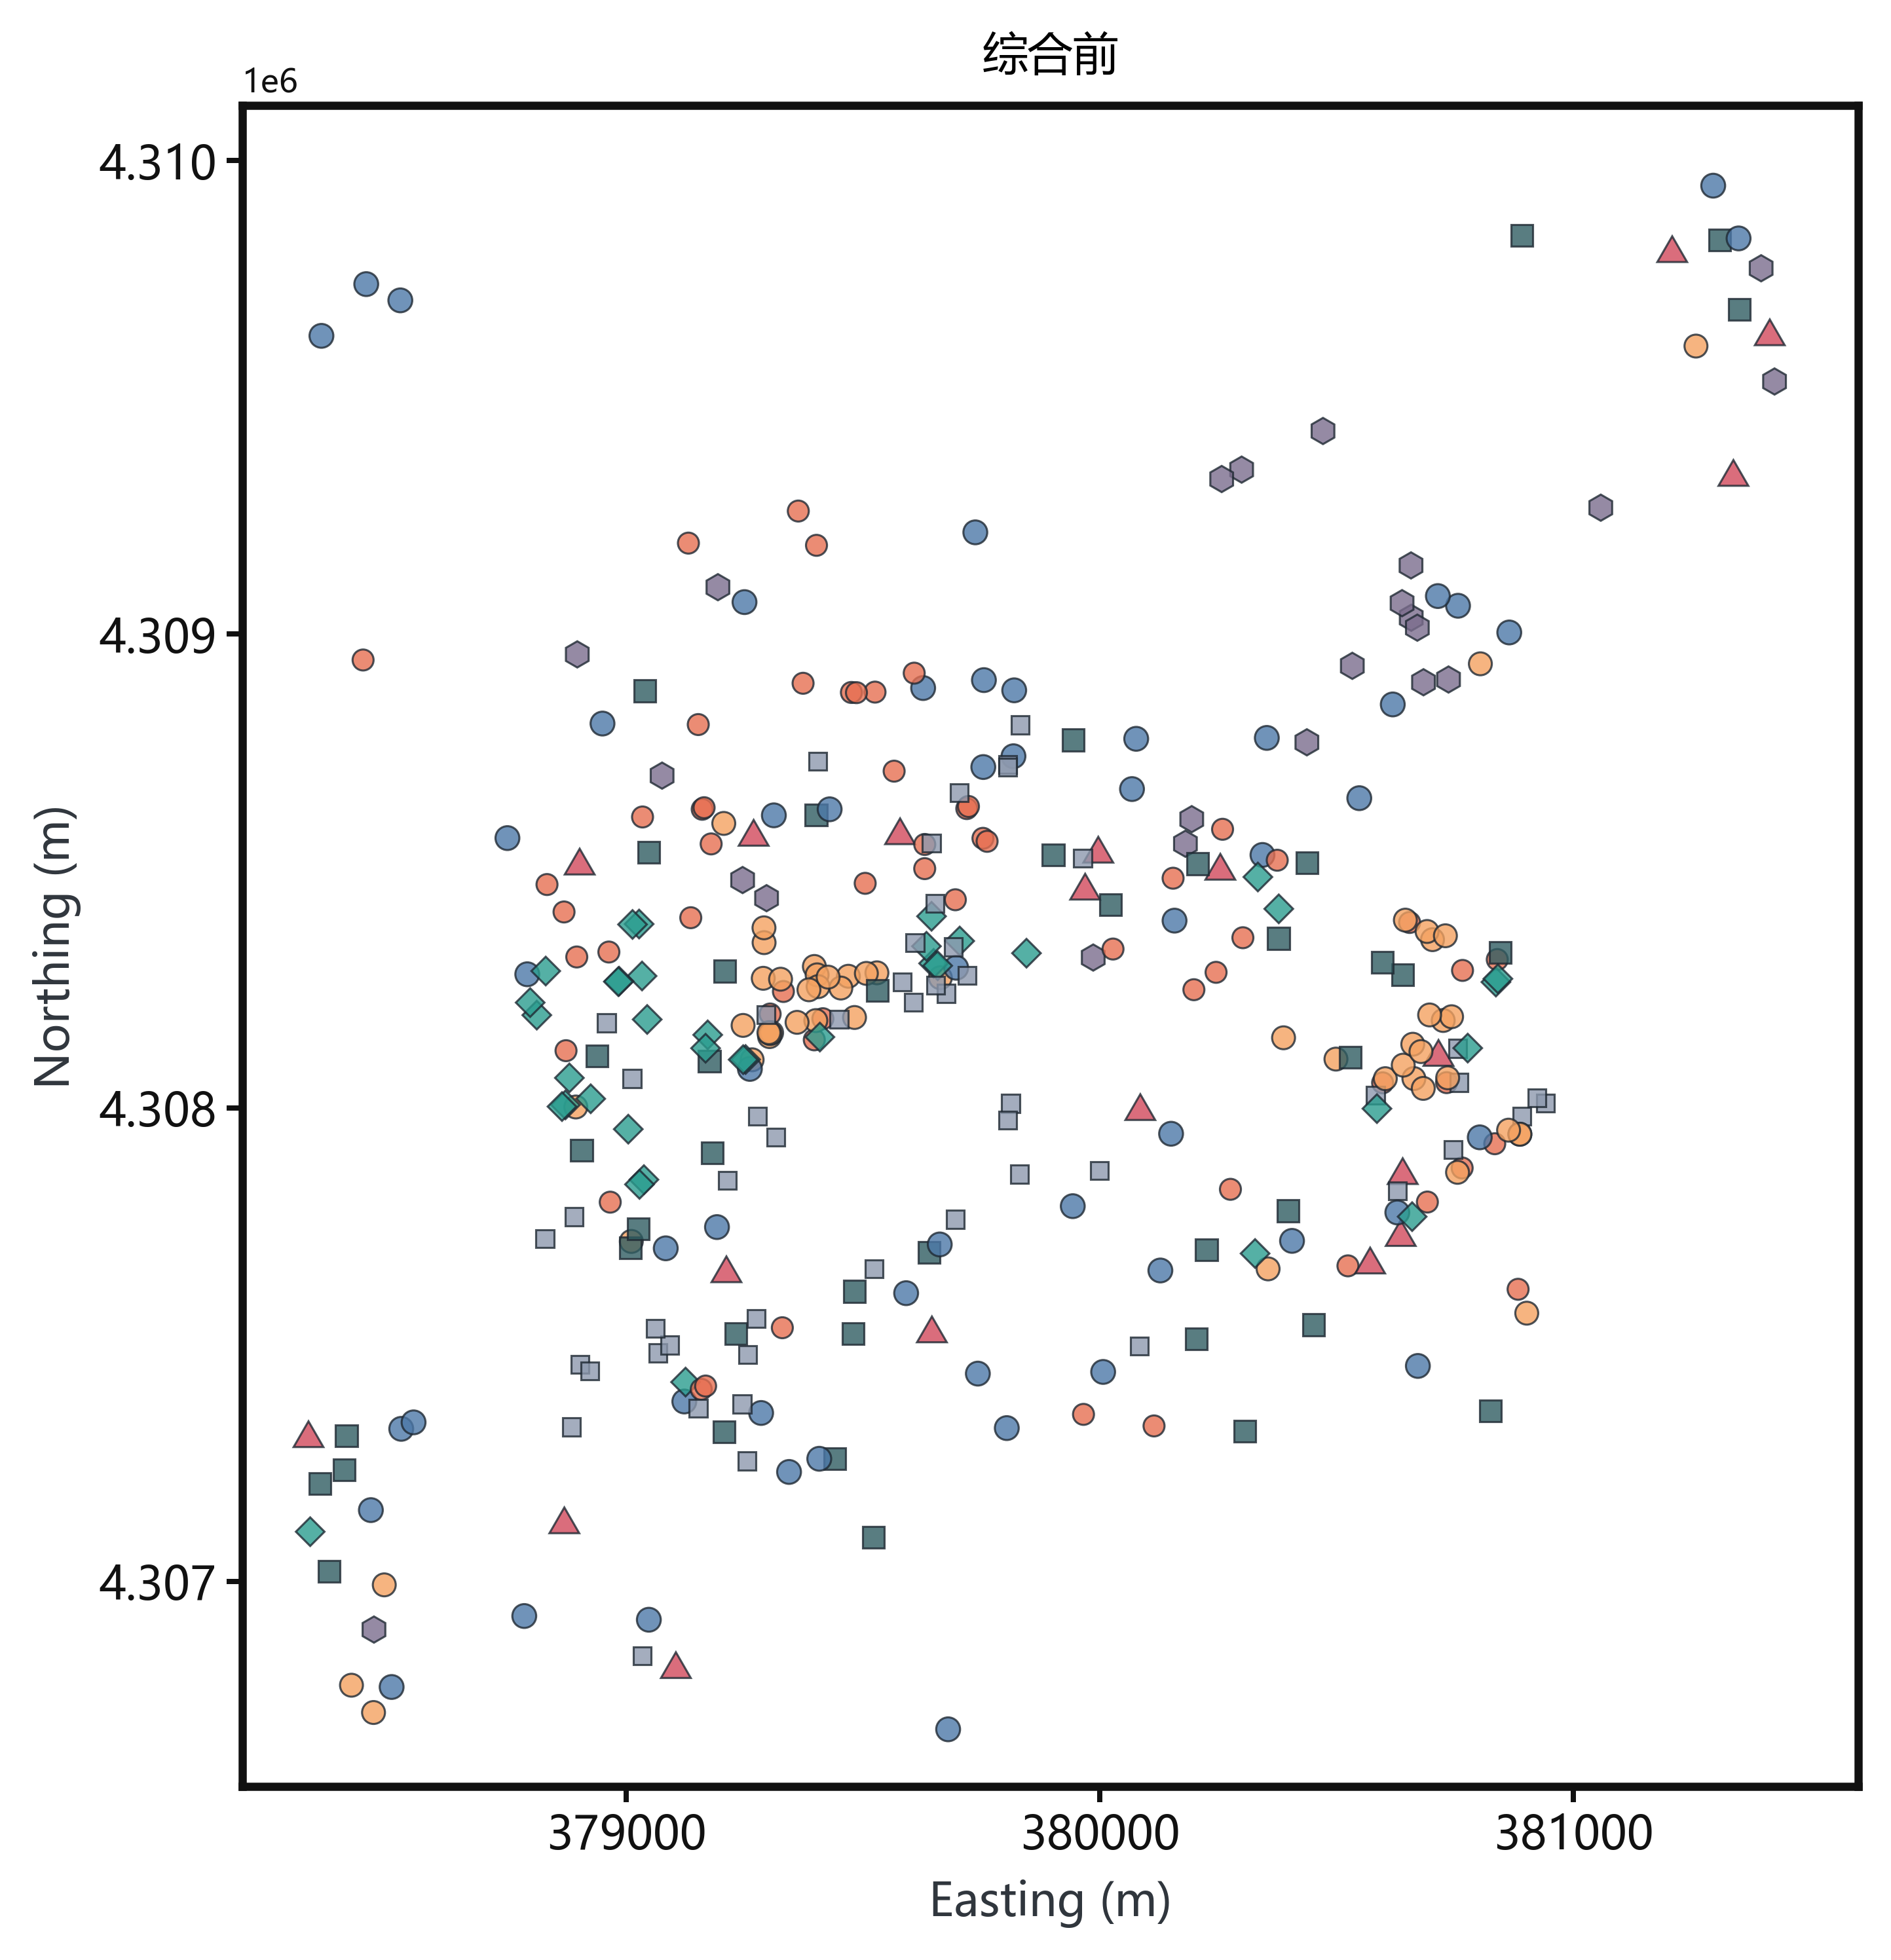 综合前
1e6
4.310
4.309
4.308
4.307
Northing (m)
379000 380000 381000
Easting (m)